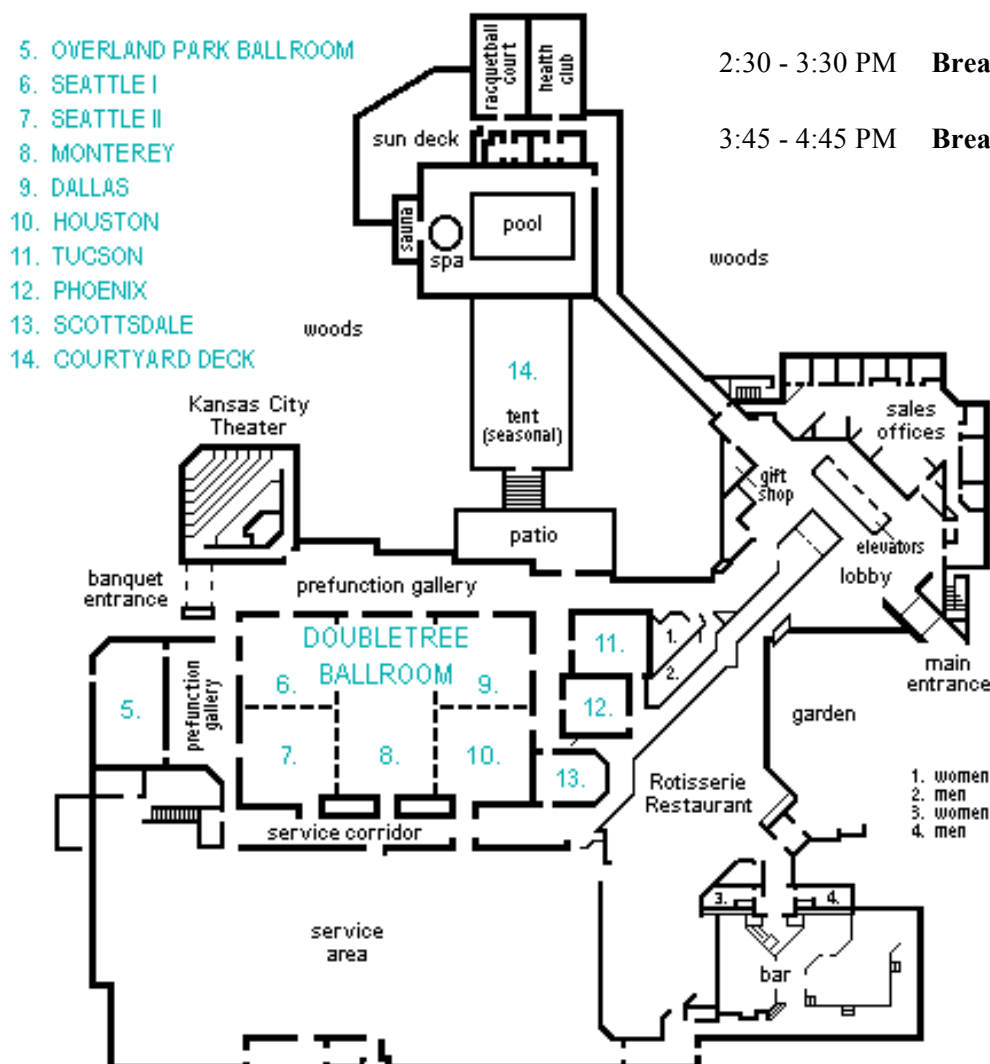 5. OVERLAND PARK BALLROOM
6. SEATTLE I
7. SEATTLE II
8. MONTEREY
9. DALLAS
10. HOUSTON
11. TUCSON
12. PHOENIX
13. SCOTTSDALE
14. COURTYARD DECK
2:30 - 3:30 PM Brea
3:45 - 4:45 PM Brea
racquetball
court
health
club
sun deck
sauna
spa
pool
woods
woods
14.
tent
(seasonal)
Kansas City
Theater
sales
offices
gift
shop
elevators
lobby
patio
banquet
entrance
prefunction gallery
main
entrance
DOUBLETREE
BALLROOM
5.
prefunction
gallery
6.
9.
7.
8.
10.
11.
12.
13.
1.
2.
garden
Rotisserie
Restaurant
1. women
2. men
3. women
4. men
service corridor
3.
4.
service
area
bar